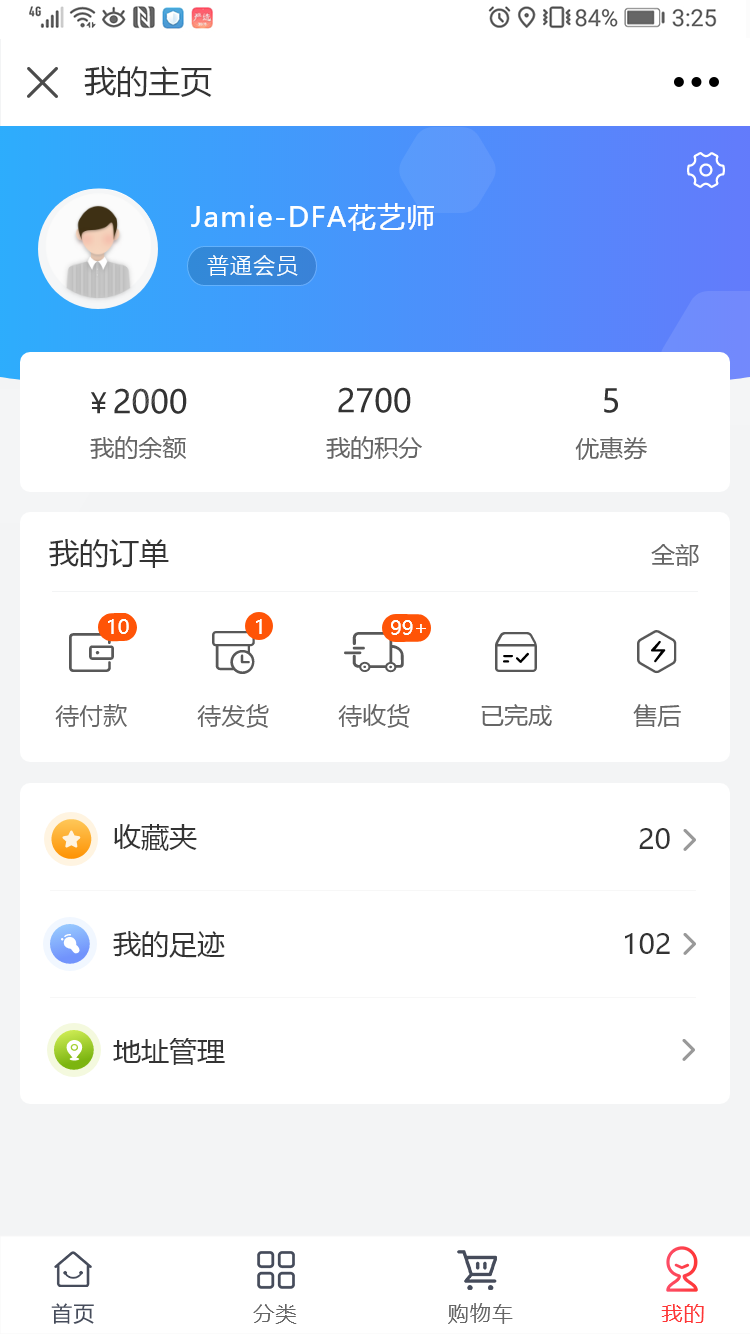 4G 84% 3:25
我的主页
Jamie-DFA花艺师
普通会员
¥2000 2700 5
我的余额 我的积分 优惠券
我的订单 全部
10 1 99+
待付款 待发货 待收货 已完成 售后
收藏夹 20
我的足迹 102
地址管理
首页 分类 购物车 我的